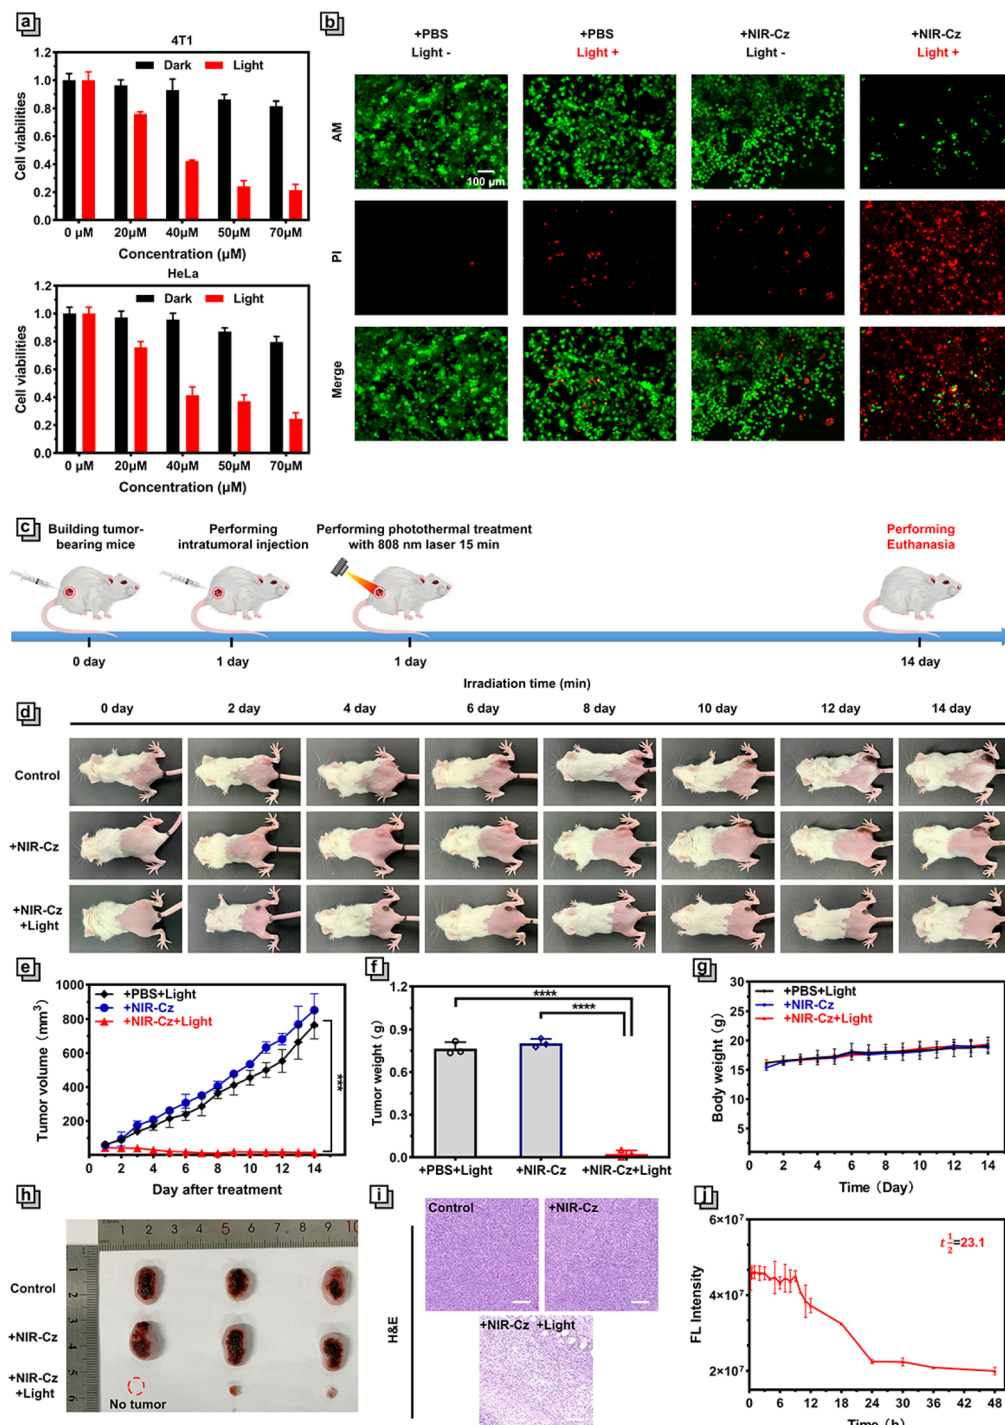 a
4T1
Dark Light
Cell viabilities
1.2
1.0
0.8
0.6
0.4
0.2
0.0
0 μM 20μM 40μM 50μM 70μM
Concentration (μM)
HeLa
Dark Light
Cell viabilities
1.2
1.0
0.8
0.6
0.4
0.2
0.0
0 μM 20μM 40μM 50μM 70μM
Concentration (μM)
b
+PBS +PBS +NIR-Cz +NIR-Cz
Light - Light + Light - Light +
AM
100 μm
PI
Merge
c
Building tumor-
bearing mice
Performing
intratumoral injection
Performing photothermal treatment
with 808 nm laser 15 min
Performing
Euthanasia
0 day 1 day 1 day 14 day
Irradiation time (min)
d
0 day 2 day 4 day 6 day 8 day 10 day 12 day 14 day
Control
+NIR-Cz
+NIR-Cz
+Light
e
+PBS+Light
+NIR-Cz
+NIR-Cz+Light
Tumor volume (mm3)
1000
800
600
400
200
***
0 2 4 6 8 10 12 14
Day after treatment
f
Tumor weight (g)
1.2
0.9
0.6
0.3
0.0
****
****
+PBS+Light +NIR-Cz +NIR-Cz+Light
g
+PBS+Light
+NIR-Cz
+NIR-Cz+Light
Body weight (g)
30
25
20
15
10
5
0 2 4 6 8 10 12 14
Time (Day)
h
1 2 3 4 5 6 7 8 9 10
1
2
3
4
5
6
Control
+NIR-Cz
+NIR-Cz
+Light
No tumor
i
H&E
Control
+NIR-Cz
+NIR-Cz +Light
j
FL Intensity
6×10⁷
4×10⁷
2×10⁷
t½=23.1
0 6 12 18 24 30 36 42 48
Time (h)